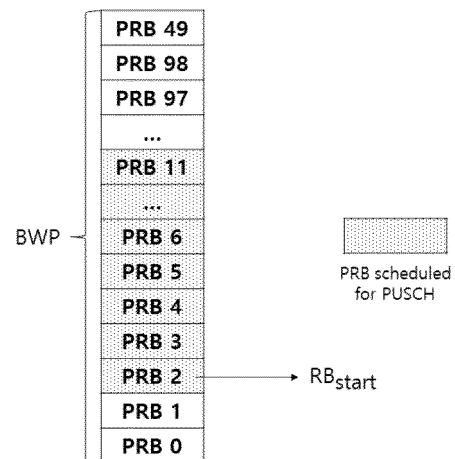 PRB 49
PRB 98
PRB 97
...
PRB 11
...
PRB 6
PRB 5
PRB 4
PRB 3
PRB 2
PRB 1
PRB 0
BWP
PRB scheduled
for PUSCH
RBstart